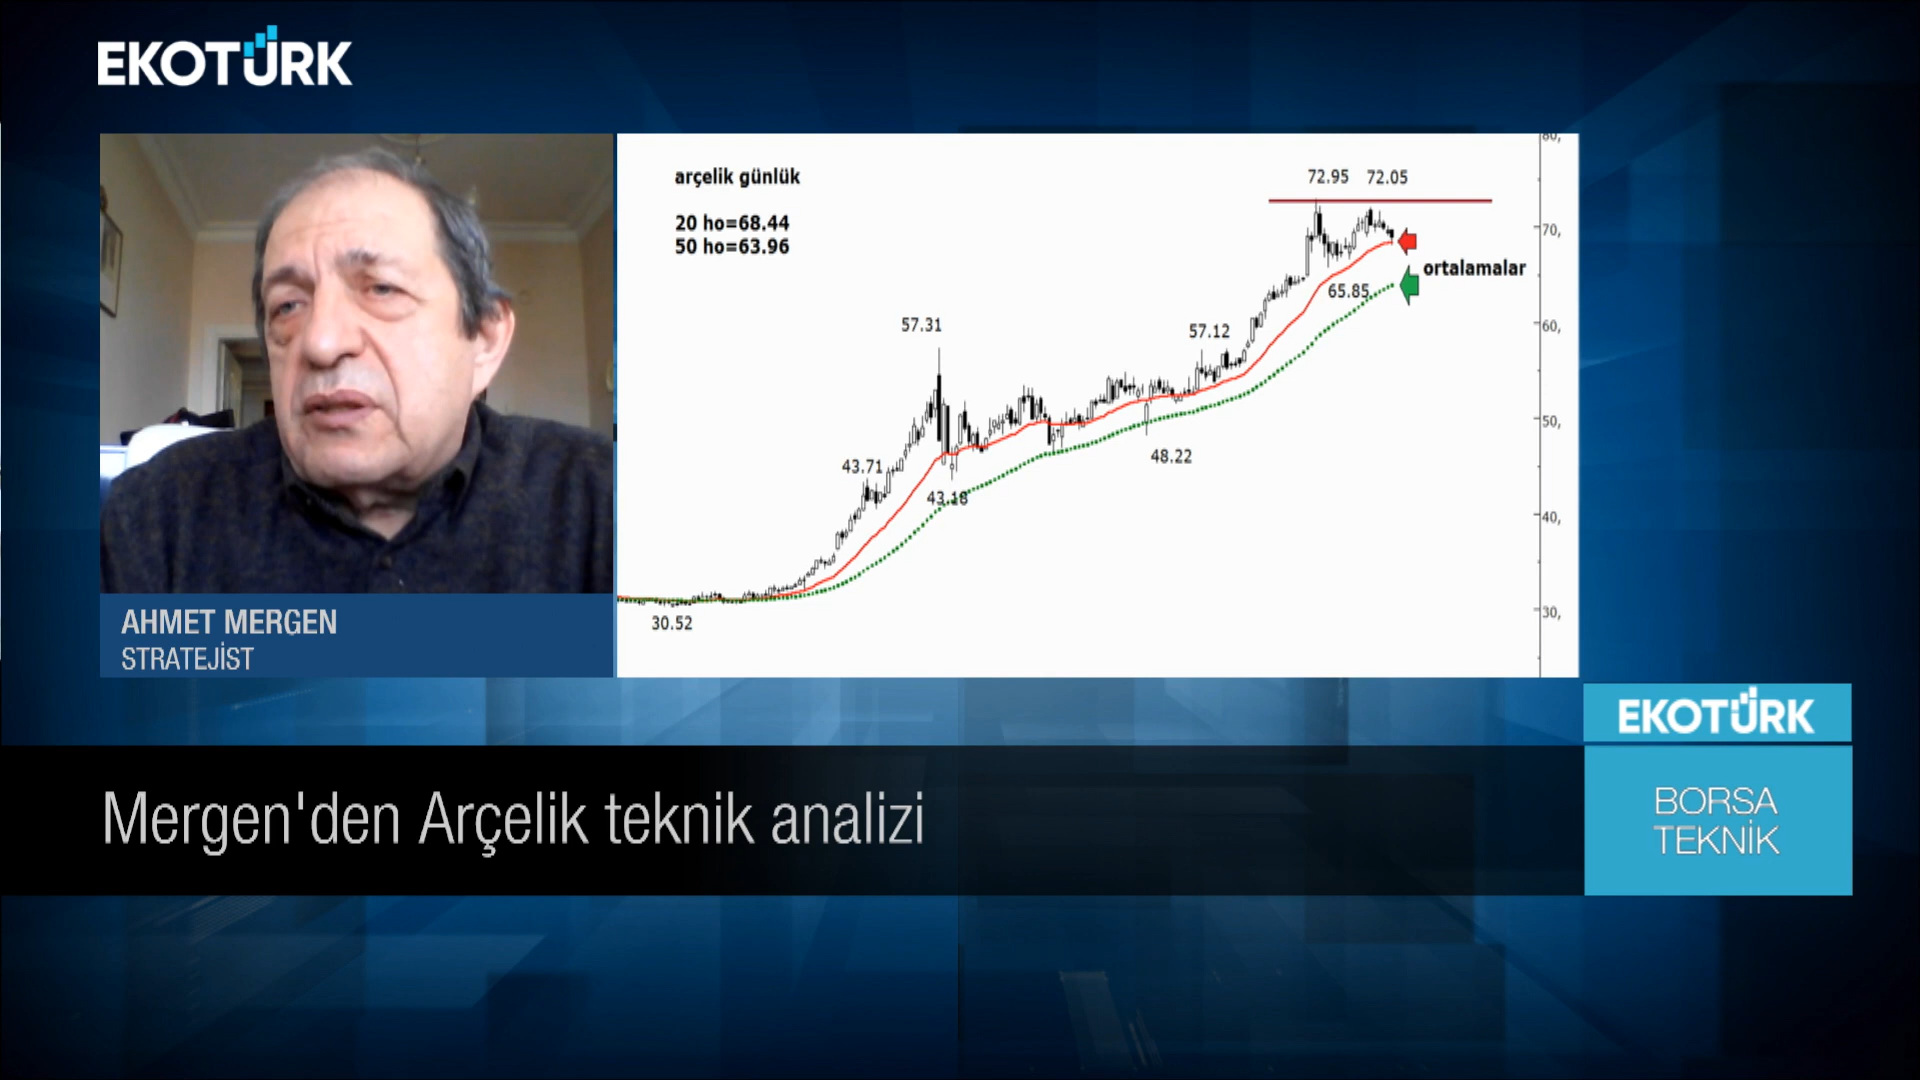 EKOTÜRK
arçelik günlük
20 ho=68.44
50 ho=63.96
72.95 72.05
80,
70,
ortalamalar
65.85
60,
57.31
57.12
50,
48.22
43.71
43.18
40,
30,
30.52
AHMET MERGEN
STRATEJİST
EKOTÜRK
Mergen'den Arçelik teknik analizi
BORSA
TEKNİK